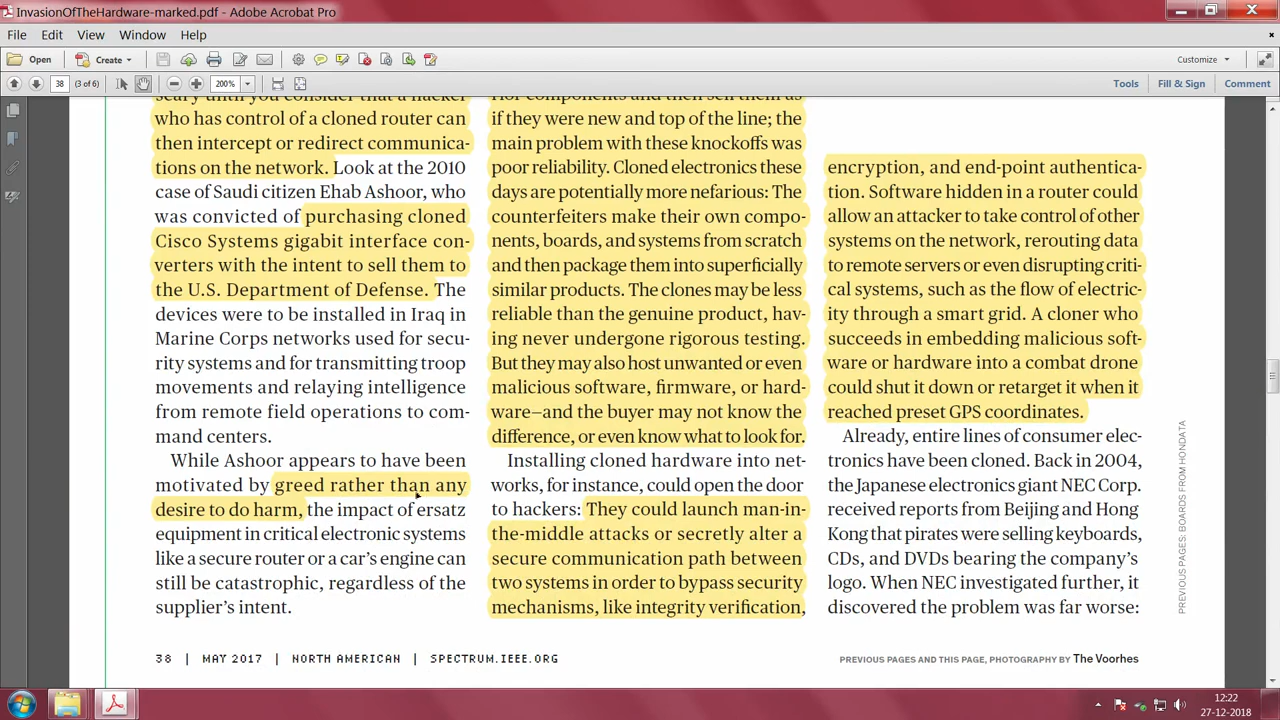 InvasionOfTheHardware-marked.pdf - Adobe Acrobat Pro
File Edit View Window Help
Open Create Customize
38 (3 of 6) 200% Tools Fill & Sign Comment
scary until you consider that a hacker
who has control of a cloned router can
then intercept or redirect communica-
tions on the network. Look at the 2010
case of Saudi citizen Ehab Ashoor, who
was convicted of purchasing cloned
Cisco Systems gigabit interface con-
verters with the intent to sell them to
the U.S. Department of Defense. The
devices were to be installed in Iraq in
Marine Corps networks used for secu-
rity systems and for transmitting troop
movements and relaying intelligence
from remote field operations to com-
mand centers.
While Ashoor appears to have been
motivated by greed rather than any
desire to do harm, the impact of ersatz
equipment in critical electronic systems
like a secure router or a car's engine can
still be catastrophic, regardless of the
supplier's intent.
rior components and then sell them as
if they were new and top of the line; the
main problem with these knockoffs was
poor reliability. Cloned electronics these
days are potentially more nefarious: The
counterfeiters make their own compo-
nents, boards, and systems from scratch
and then package them into superficially
similar products. The clones may be less
reliable than the genuine product, hav-
ing never undergone rigorous testing.
But they may also host unwanted or even
malicious software, firmware, or hard-
ware—and the buyer may not know the
difference, or even know what to look for.
Installing cloned hardware into net-
works, for instance, could open the door
to hackers: They could launch man-in-
the-middle attacks or secretly alter a
secure communication path between
two systems in order to bypass security
mechanisms, like integrity verification,
encryption, and end-point authentica-
tion. Software hidden in a router could
allow an attacker to take control of other
systems on the network, rerouting data
to remote servers or even disrupting criti-
cal systems, such as the flow of electric-
ity through a smart grid. A cloner who
succeeds in embedding malicious soft-
ware or hardware into a combat drone
could shut it down or retarget it when it
reached preset GPS coordinates.
Already, entire lines of consumer elec-
tronics have been cloned. Back in 2004,
the Japanese electronics giant NEC Corp.
received reports from Beijing and Hong
Kong that pirates were selling keyboards,
CDs, and DVDs bearing the company's
logo. When NEC investigated further, it
discovered the problem was far worse:
PREVIOUS PAGES: BOARDS FROM HONDATA
38 | MAY 2017 | NORTH AMERICAN | SPECTRUM.IEEE.ORG
PREVIOUS PAGES AND THIS PAGE, PHOTOGRAPHY BY The Voorhes
12:22
27-12-2018